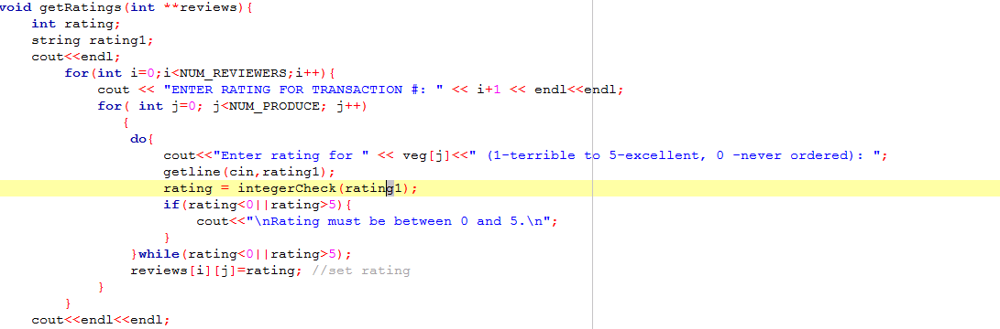 void getRatings(int **reviews){
    int rating;
    string rating1;
    cout<<endl;
        for(int i=0;i<NUM_REVIEWERS;i++){
            cout << "ENTER RATING FOR TRANSACTION #: " << i+1 << endl<<endl;
            for( int j=0; j<NUM_PRODUCE; j++)
               {
                do{
                    cout<<"Enter rating for " << veg[j]<<" (1-terrible to 5-excellent, 0 -never ordered): ";
                    getline(cin,rating1);
                    rating = integerCheck(rating1);
                    if(rating<0||rating>5){
                        cout<<"\nRating must be between 0 and 5.\n";
                    }
                }while(rating<0||rating>5);
                reviews[i][j]=rating; //set rating
            }
        }
    cout<<endl<<endl;